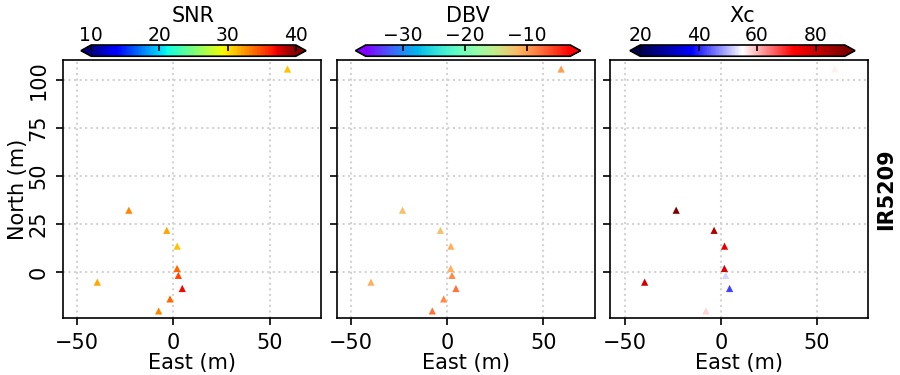 SNR DBV Xc
10 20 30 40 −30 −20 −10 20 40 60 80
100
75
50
25
0
North (m)
−50 0 50 −50 0 50 −50 0 50
East (m) East (m) East (m)
IR5209